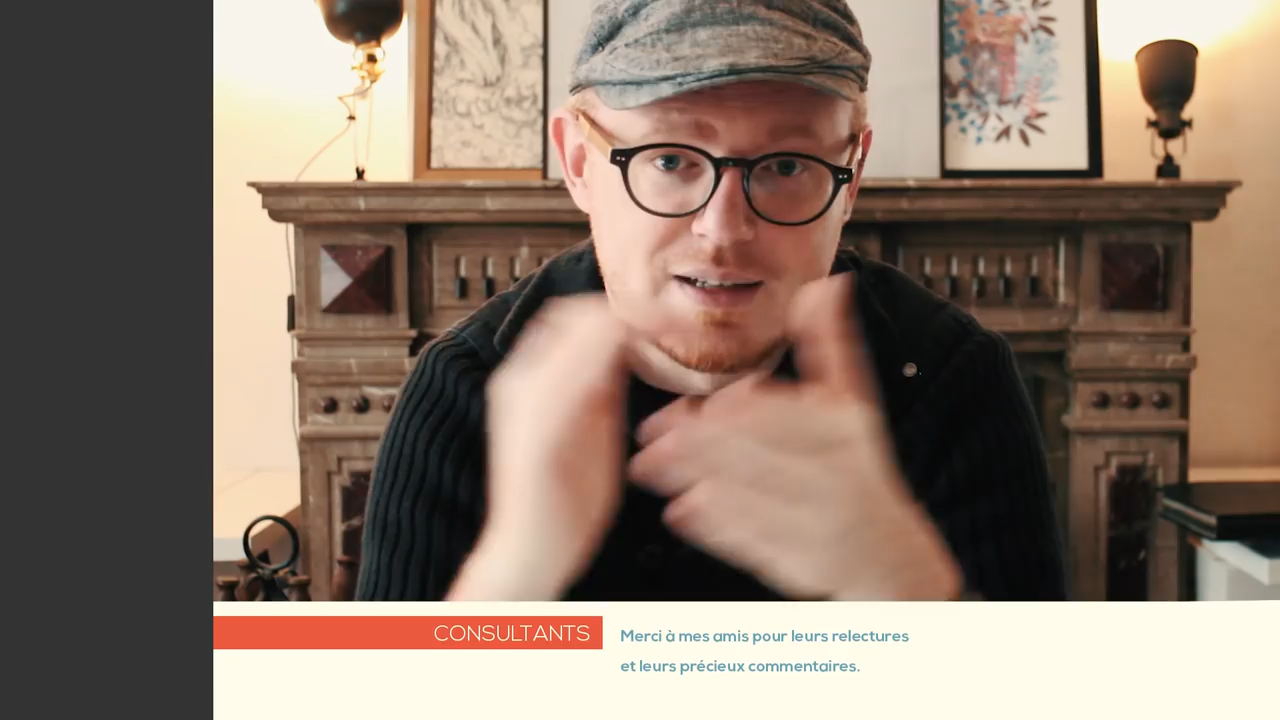 CONSULTANTS
Merci à mes amis pour leurs relectures
et leurs précieux commentaires.